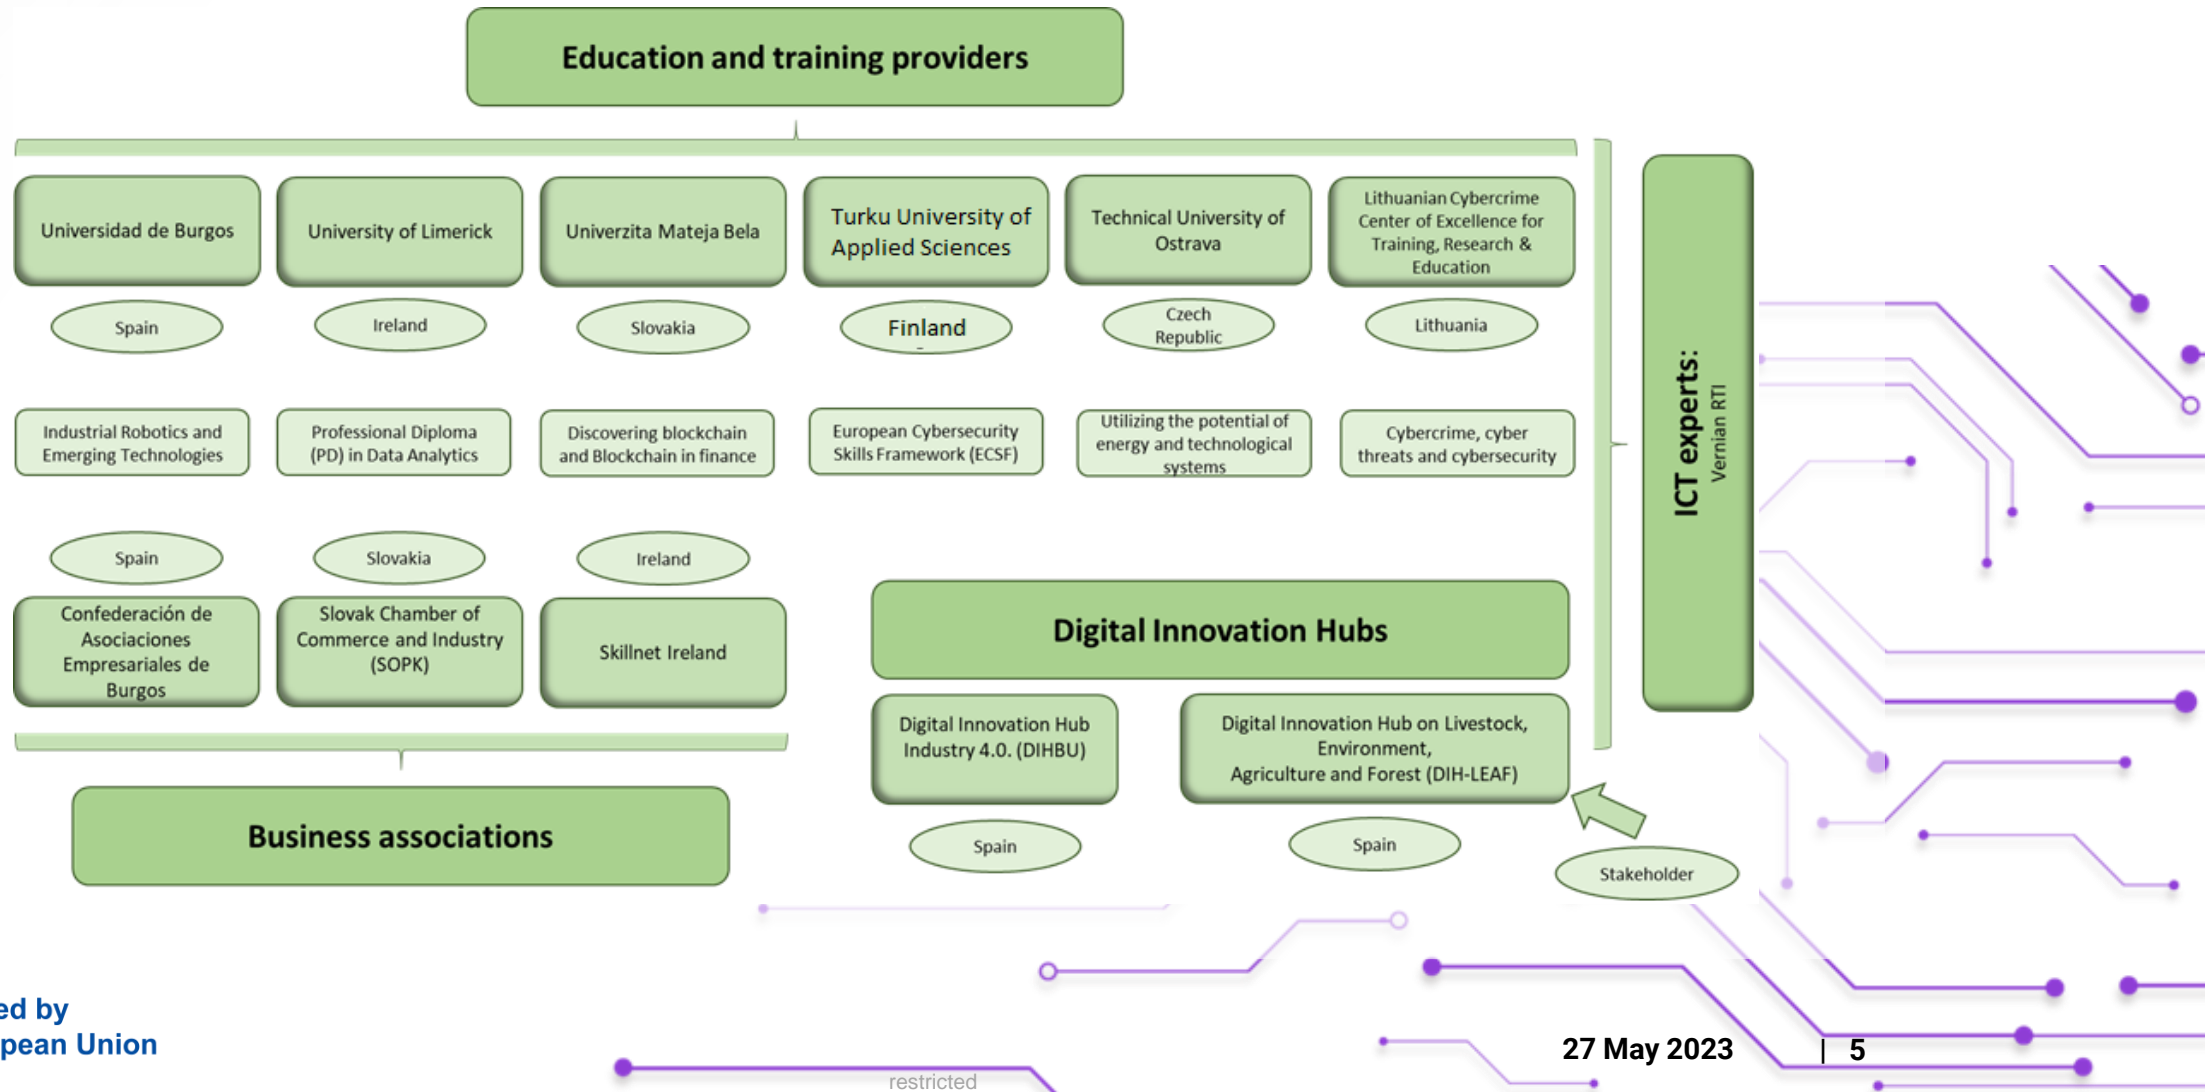 Education and training providers
Universidad de Burgos
University of Limerick
Univerzita Mateja Bela
Turku University of
Applied Sciences
Technical University of
Ostrava
Lithuanian Cybercrime
Center of Excellence for
Training, Research &
Education
Spain
Ireland
Slovakia
Finland
Czech
Republic
Lithuania
Industrial Robotics and
Emerging Technologies
Professional Diploma
(PD) in Data Analytics
Discovering blockchain
and Blockchain in finance
European Cybersecurity
Skills Framework (ECSF)
Utilizing the potential of
energy and technological
systems
Cybercrime, cyber
threats and cybersecurity
ICT experts:
Vernian RTI
Spain
Slovakia
Ireland
Confederación de
Asociaciones
Empresariales de
Burgos
Slovak Chamber of
Commerce and Industry
(SOPK)
Skillnet Ireland
Business associations
Digital Innovation Hubs
Digital Innovation Hub
Industry 4.0. (DIHBU)
Digital Innovation Hub on Livestock,
Environment,
Agriculture and Forest (DIH-LEAF)
Spain
Spain
Stakeholder
ed by
pean Union
27 May 2023 | 5
restricted